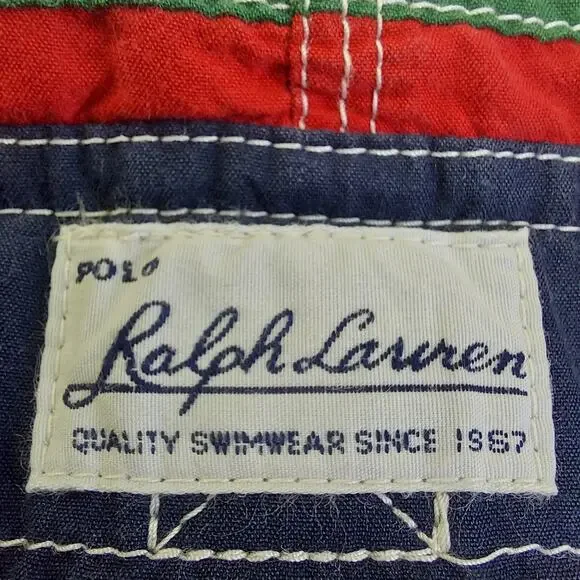 POLO
Ralph Lauren
QUALITY SWIMWEAR SINCE 1967